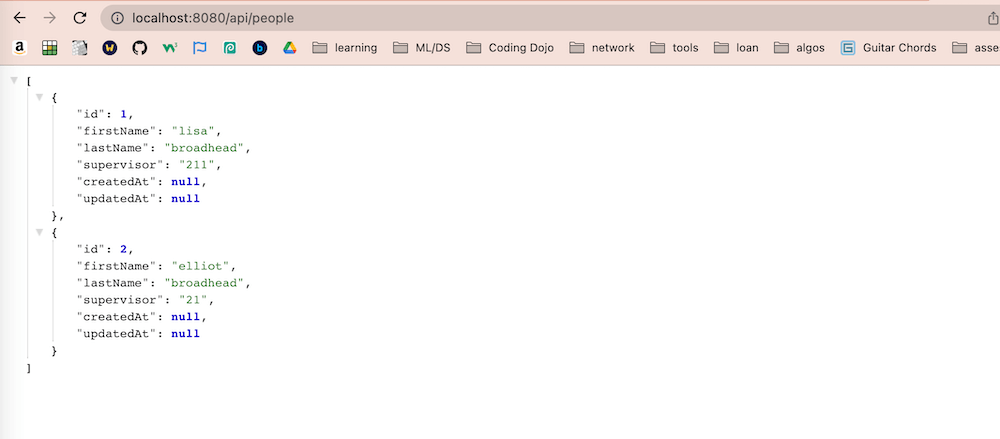 localhost:8080/api/people
a
W
w3
b
learning
ML/DS
Coding Dojo
network
tools
loan
algos
G
Guitar Chords
asse
[
{
"id": 1,
"firstName": "lisa",
"lastName": "broadhead",
"supervisor": "211",
"createdAt": null,
"updatedAt": null
},
{
"id": 2,
"firstName": "elliot",
"lastName": "broadhead",
"supervisor": "21",
"createdAt": null,
"updatedAt": null
}
]